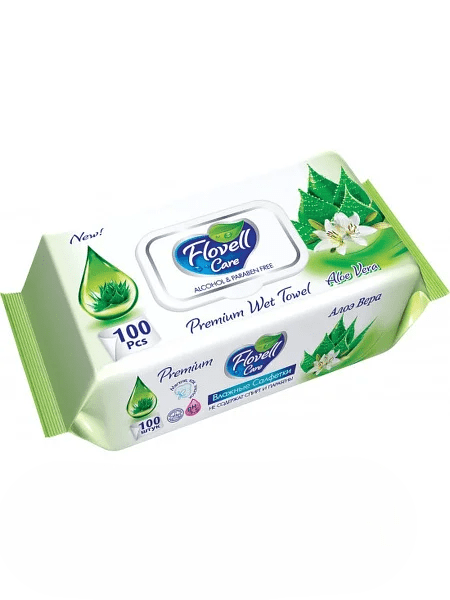 New!
Flovell
Care
ALCOHOL & PARABEN FREE
Premium Wet Towel
Aloe Vera
100
Pcs
Premium
Flovell
Care
Влажные Салфетки
НЕ СОДЕРЖАТ СПИРТ И ПАРАБЕНЫ
Алоэ Вера
100
штук